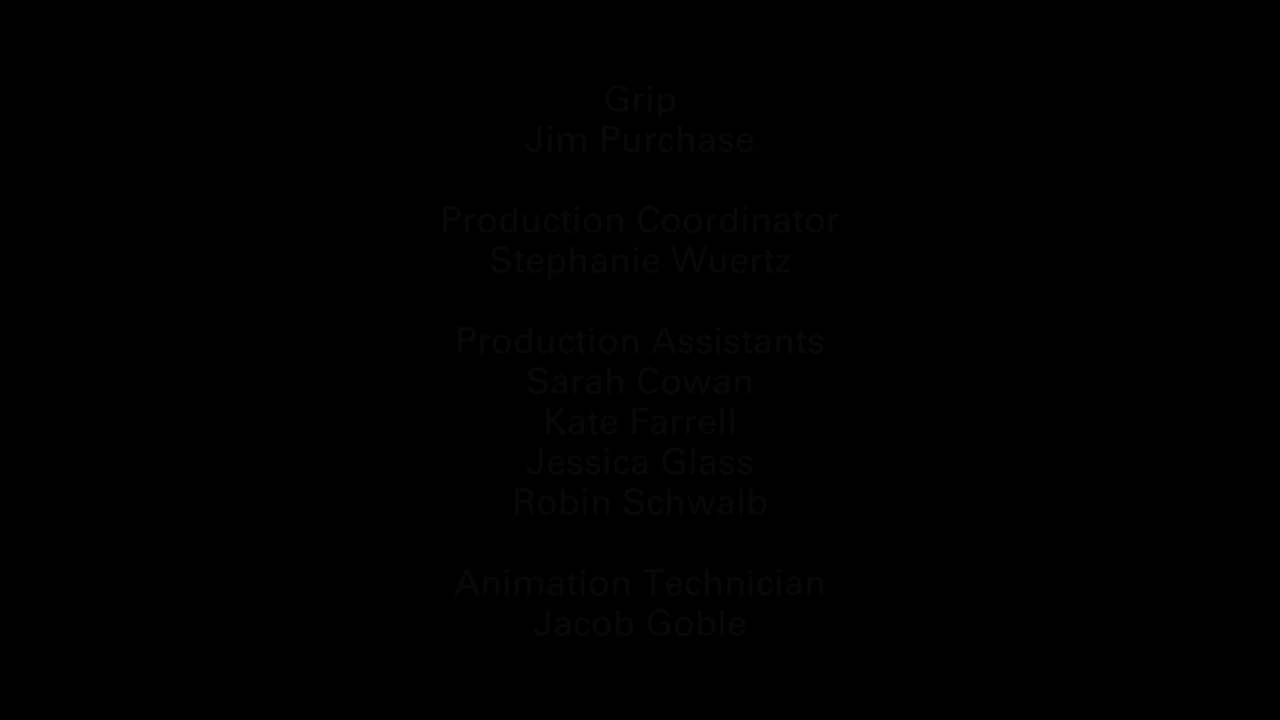 Grip
Jim Purchase
Production Coordinator
Stephanie Wuertz
Production Assistants
Sarah Cowan
Kate Farrell
Jessica Glass
Robin Schwalb
Animation Technician
Jacob Goble